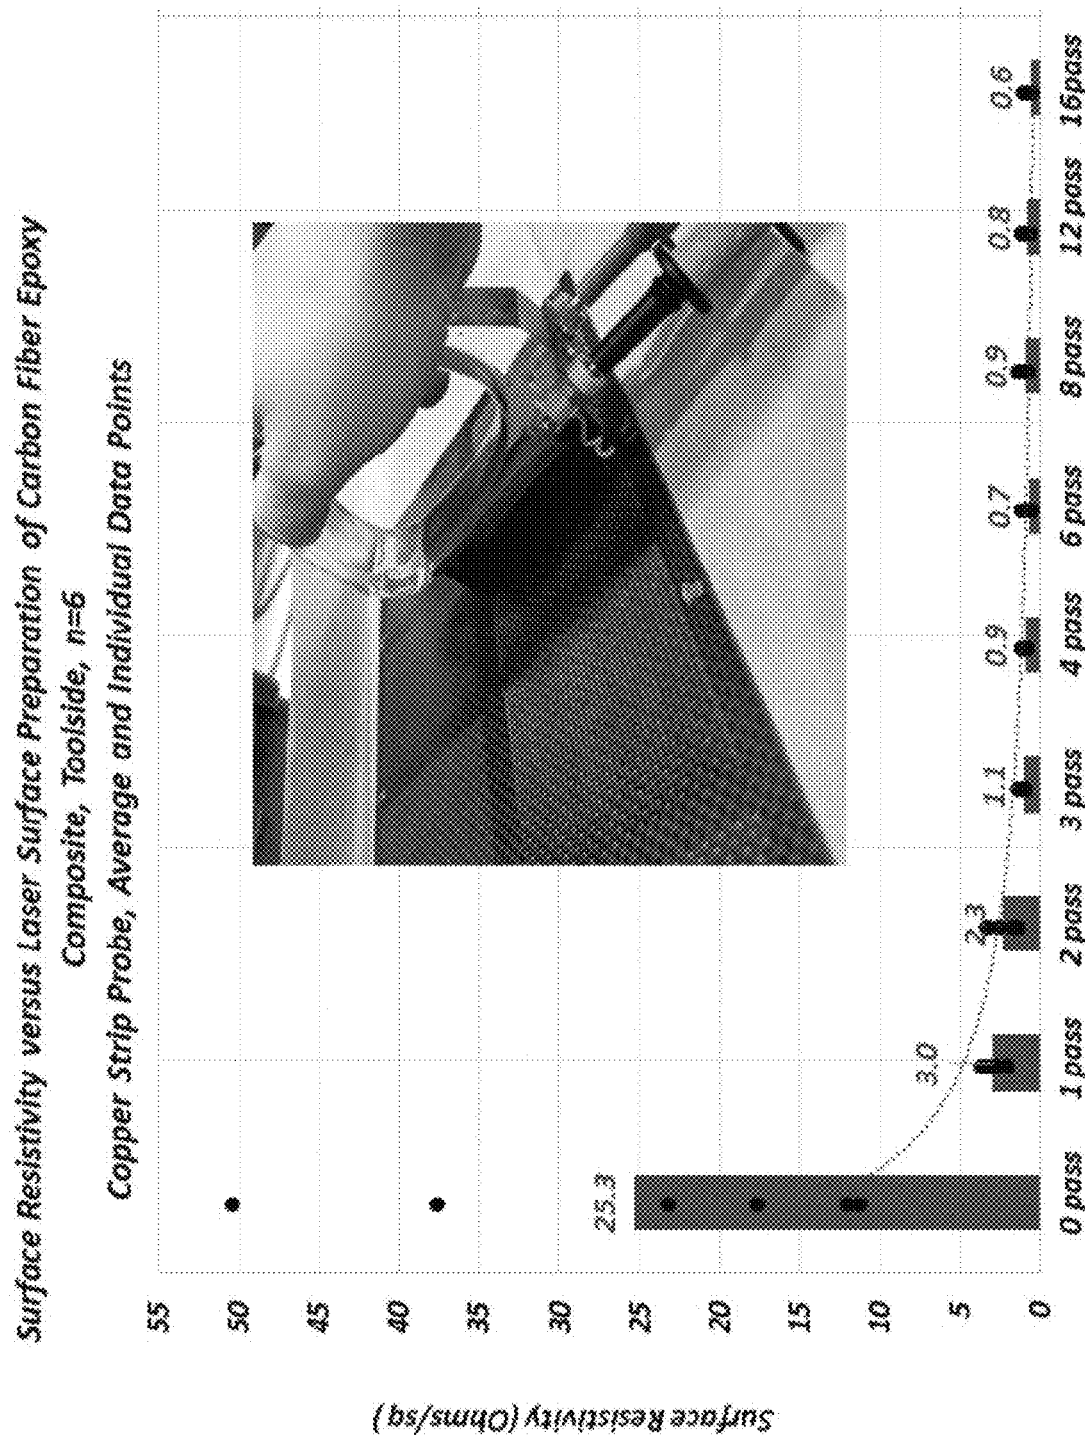 Surface Resistivity versus Laser Surface Preparation of Carbon Fiber Epoxy
Composite, Toolside, n=6
Copper Strip Probe, Average and Individual Data Points
Surface Resistivity (Ohms/sq)
55
50
45
40
35
30
25
20
15
10
5
0
25.3
3.0
2.3
1.1
0.9
0.7
0.9
0.8
0.6
0 pass
1 pass
2 pass
3 pass
4 pass
6 pass
8 pass
12 pass
16pass